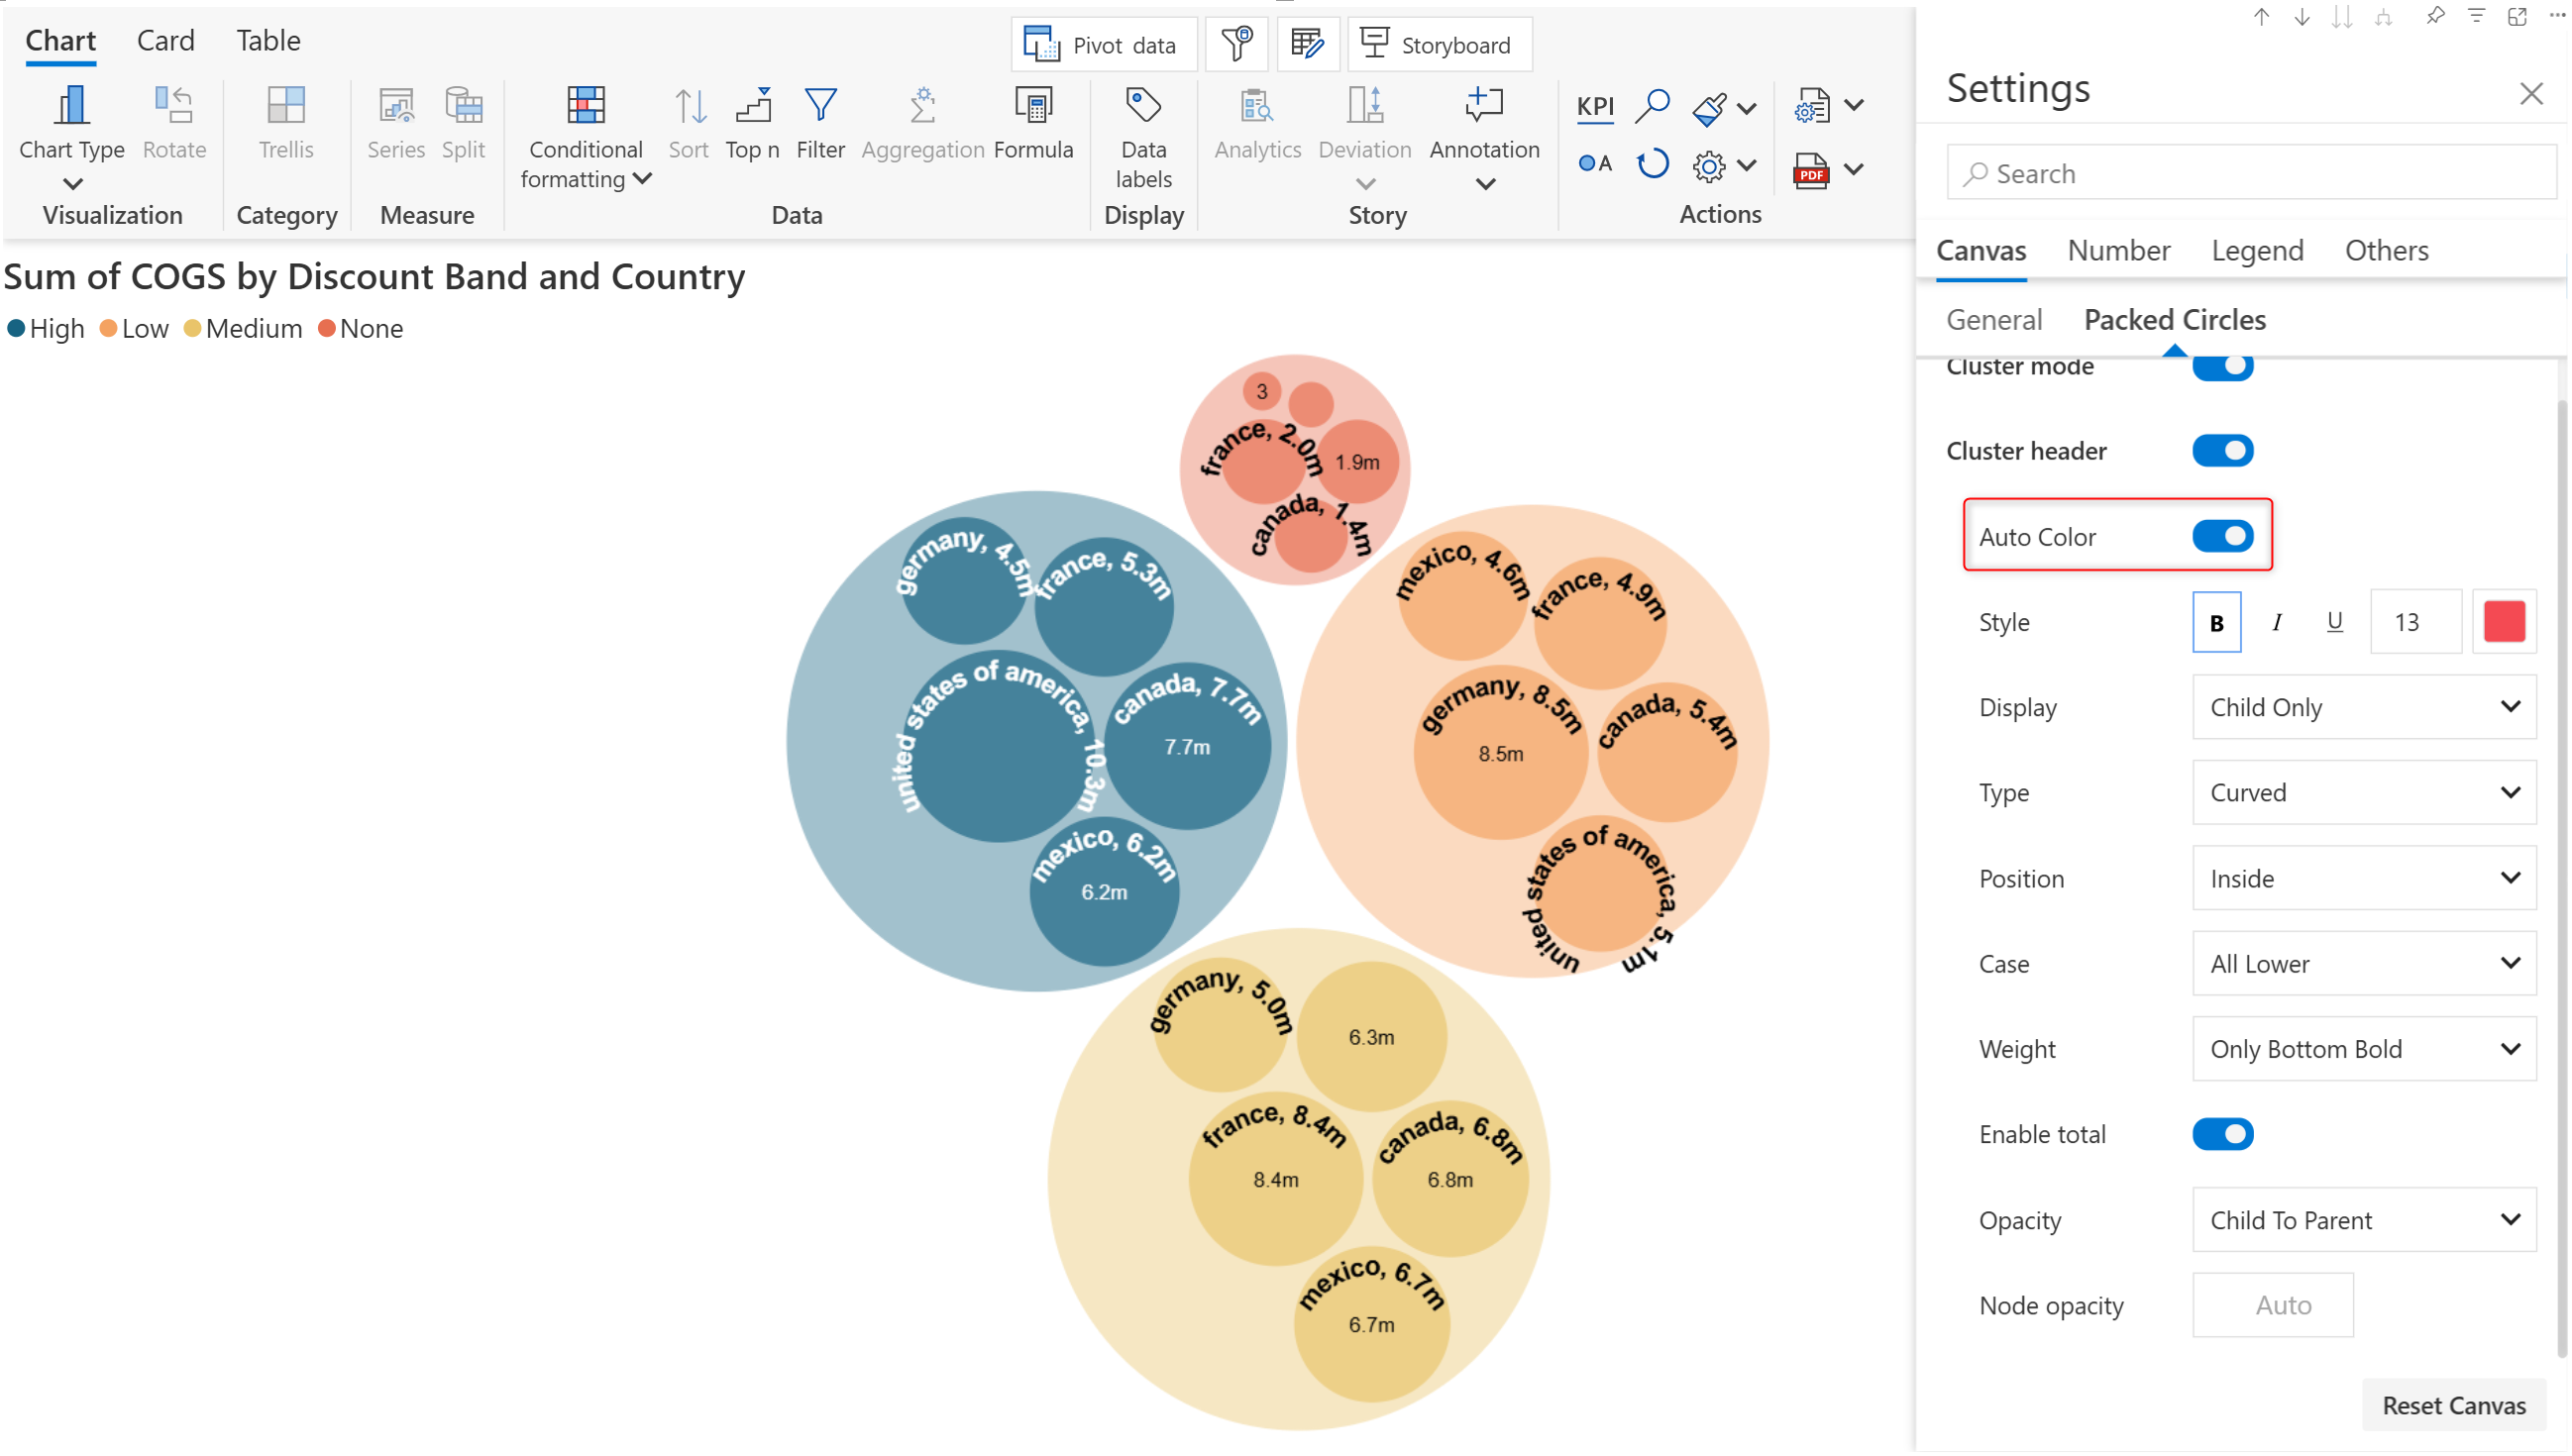 Chart Card Table
Pivot data Storyboard
Chart Type Rotate Trellis Series Split Conditional formatting Sort Top n Filter Aggregation Formula Data labels Analytics Deviation Annotation KPI A PDF
Visualization Category Measure Data Display Story Actions
Sum of COGS by Discount Band and Country
High Low Medium None
3
france, 2.0m
1.9m
canada, 1.4m
germany, 4.5m
france, 5.3m
united states of america, 10.3m
canada, 7.7m
7.7m
mexico, 6.2m
6.2m
mexico, 4.6m
france, 4.9m
germany, 8.5m
8.5m
canada, 5.4m
united states of america, 5.1m
germany, 5.0m
6.3m
france, 8.4m
8.4m
canada, 6.8m
6.8m
mexico, 6.7m
6.7m
Settings
Search
Canvas Number Legend Others
General Packed Circles
Cluster mode
Cluster header
Auto Color
Style B I U 13
Display Child Only
Type Curved
Position Inside
Case All Lower
Weight Only Bottom Bold
Enable total
Opacity Child To Parent
Node opacity Auto
Reset Canvas